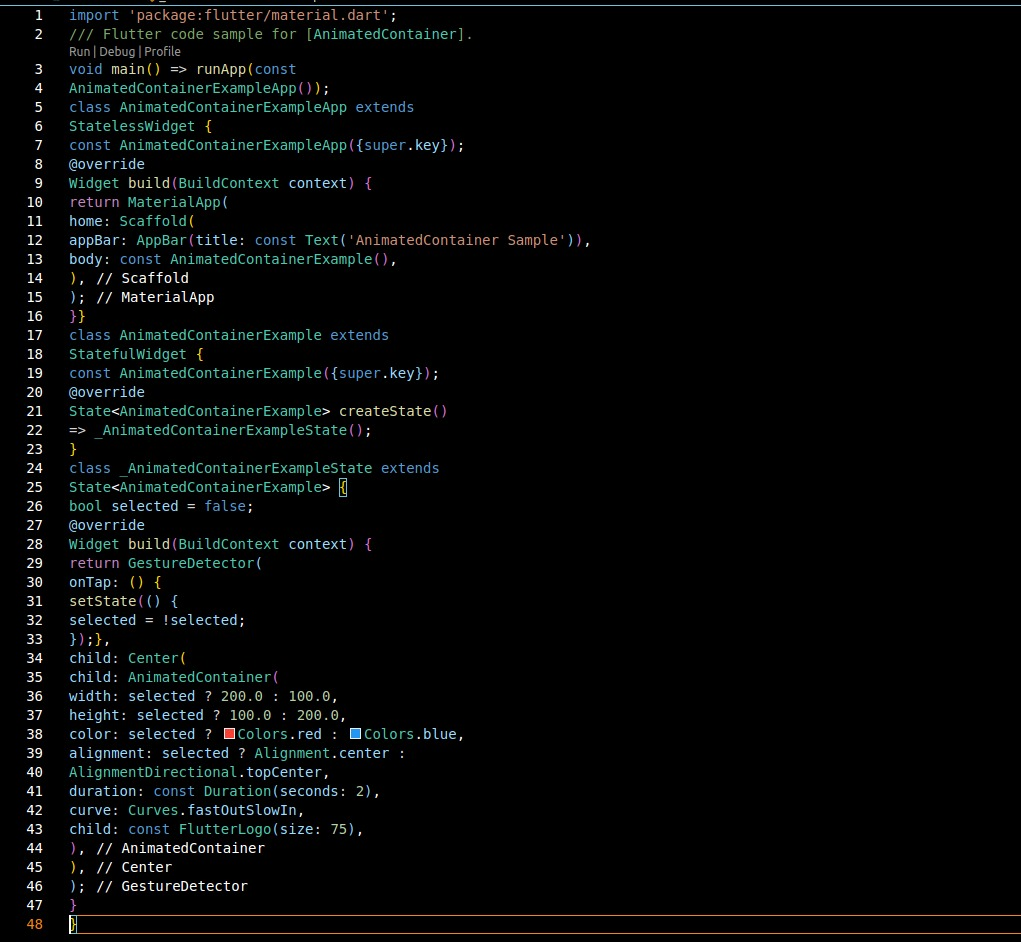 1 import 'package:flutter/material.dart';
2 /// Flutter code sample for [AnimatedContainer].
Run | Debug | Profile
3 void main() => runApp(const
4 AnimatedContainerExampleApp());
5 class AnimatedContainerExampleApp extends
6 StatelessWidget {
7 const AnimatedContainerExampleApp({super.key});
8 @override
9 Widget build(BuildContext context) {
10 return MaterialApp(
11 home: Scaffold(
12 appBar: AppBar(title: const Text('AnimatedContainer Sample')),
13 body: const AnimatedContainerExample(),
14 ), // Scaffold
15 ); // MaterialApp
16 }}
17 class AnimatedContainerExample extends
18 StatefulWidget {
19 const AnimatedContainerExample({super.key});
20 @override
21 State<AnimatedContainerExample> createState()
22 => _AnimatedContainerExampleState();
23 }
24 class _AnimatedContainerExampleState extends
25 State<AnimatedContainerExample> {
26 bool selected = false;
27 @override
28 Widget build(BuildContext context) {
29 return GestureDetector(
30 onTap: () {
31 setState(() {
32 selected = !selected;
33 });},
34 child: Center(
35 child: AnimatedContainer(
36 width: selected ? 200.0 : 100.0,
37 height: selected ? 100.0 : 200.0,
38 color: selected ? Colors.red : Colors.blue,
39 alignment: selected ? Alignment.center :
40 AlignmentDirectional.topCenter,
41 duration: const Duration(seconds: 2),
42 curve: Curves.fastOutSlowIn,
43 child: const FlutterLogo(size: 75),
44 ), // AnimatedContainer
45 ), // Center
46 ); // GestureDetector
47 }
48 }